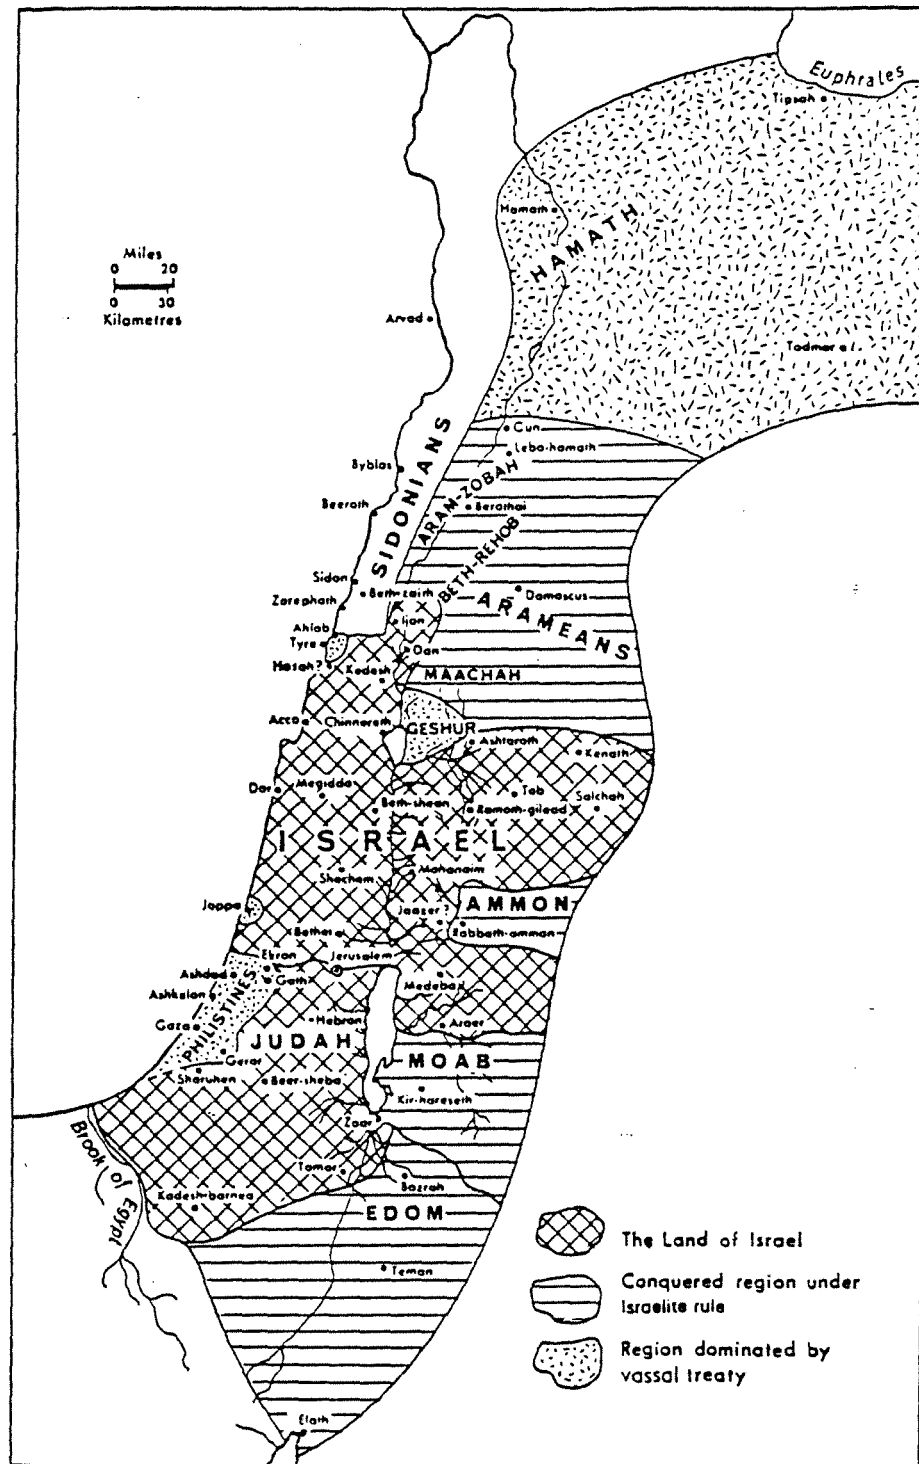 Euphrates
Tipsah
Hamath
HAMATH
Miles
0 20
0 30
Kilometres
Arvad
Tadmor
Cun
Lebo-hamath
SIDONIANS
Byblos
ARAM-ZOBAH
Berothai
Beeroth
BETH-REHOB
Sidon
Beth-zaith
Damascus
Zarephath
ARAMEANS
Ahlab
Ijon
Tyre
Dan
Hosah?
Kedesh
MAACHAH
Acco
Chinnereth
GESHUR
Ashtaroth
Kenath
Dor
Megiddo
Tob
Salchah
Beth-shean
Ramoth-gilead
ISRAEL
Shechem
Mahanaim
Joppa
Jaazer?
AMMON
Bethel
Rabbath-amman
Ekron
Jerusalem
Ashdod
Gath
Medeba
Ashkelon
PHILISTINES
Gaza
Hebron
Aroer
JUDAH
MOAB
Gerar
Sharuhen
Beer-sheba
Kir-hareseth
Zoar
Brook of Egypt
Tamar
Bozrah
Kadesh-barnea
EDOM
Teman
The Land of Israel
Conquered region under
Israelite rule
Region dominated by
vassal treaty
Elath